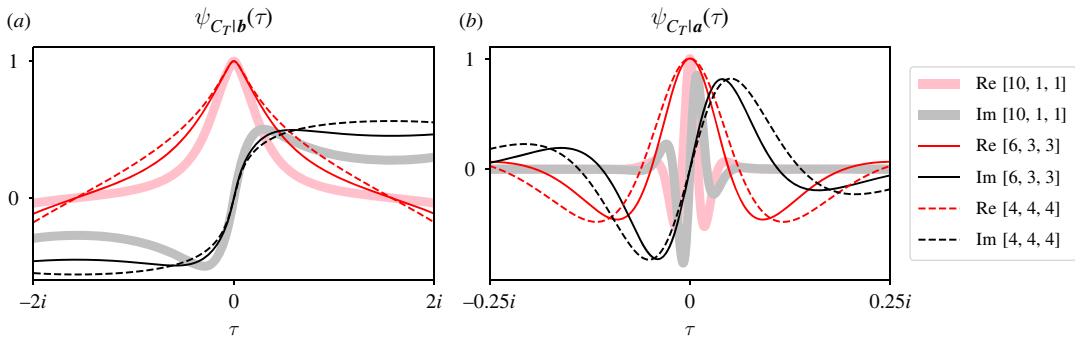 (a) ψ_{C_T|b}(τ)
1
0
−2i 0 2i
τ
(b) ψ_{C_T|a}(τ)
1
0
−0.25i 0 0.25i
τ
Re [10, 1, 1]
Im [10, 1, 1]
Re [6, 3, 3]
Im [6, 3, 3]
Re [4, 4, 4]
Im [4, 4, 4]